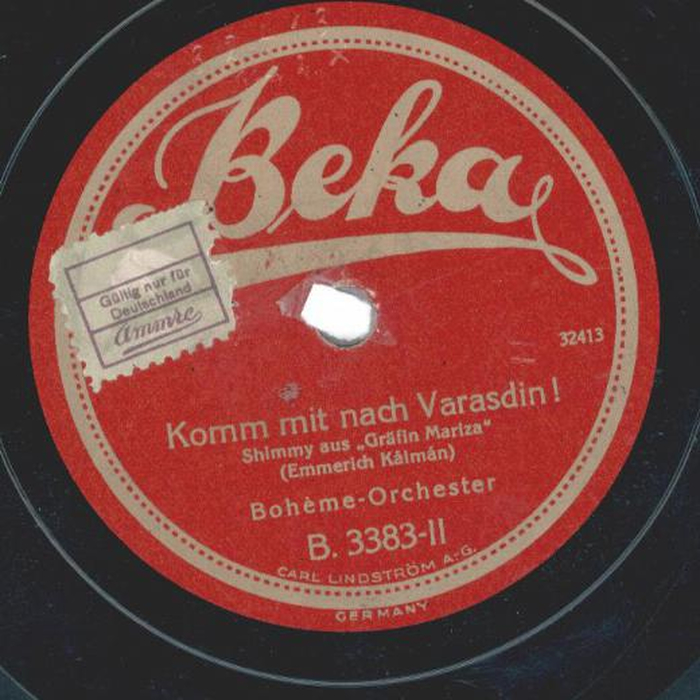 Beka
Gültig nur für
Deutschland
ammre
32413
Komm mit nach Varasdin!
Shimmy aus „Gräfin Mariza"
(Emmerich Kálmán)
Bohème-Orchester
B. 3383-II
CARL LINDSTRÖM A.-G.
GERMANY